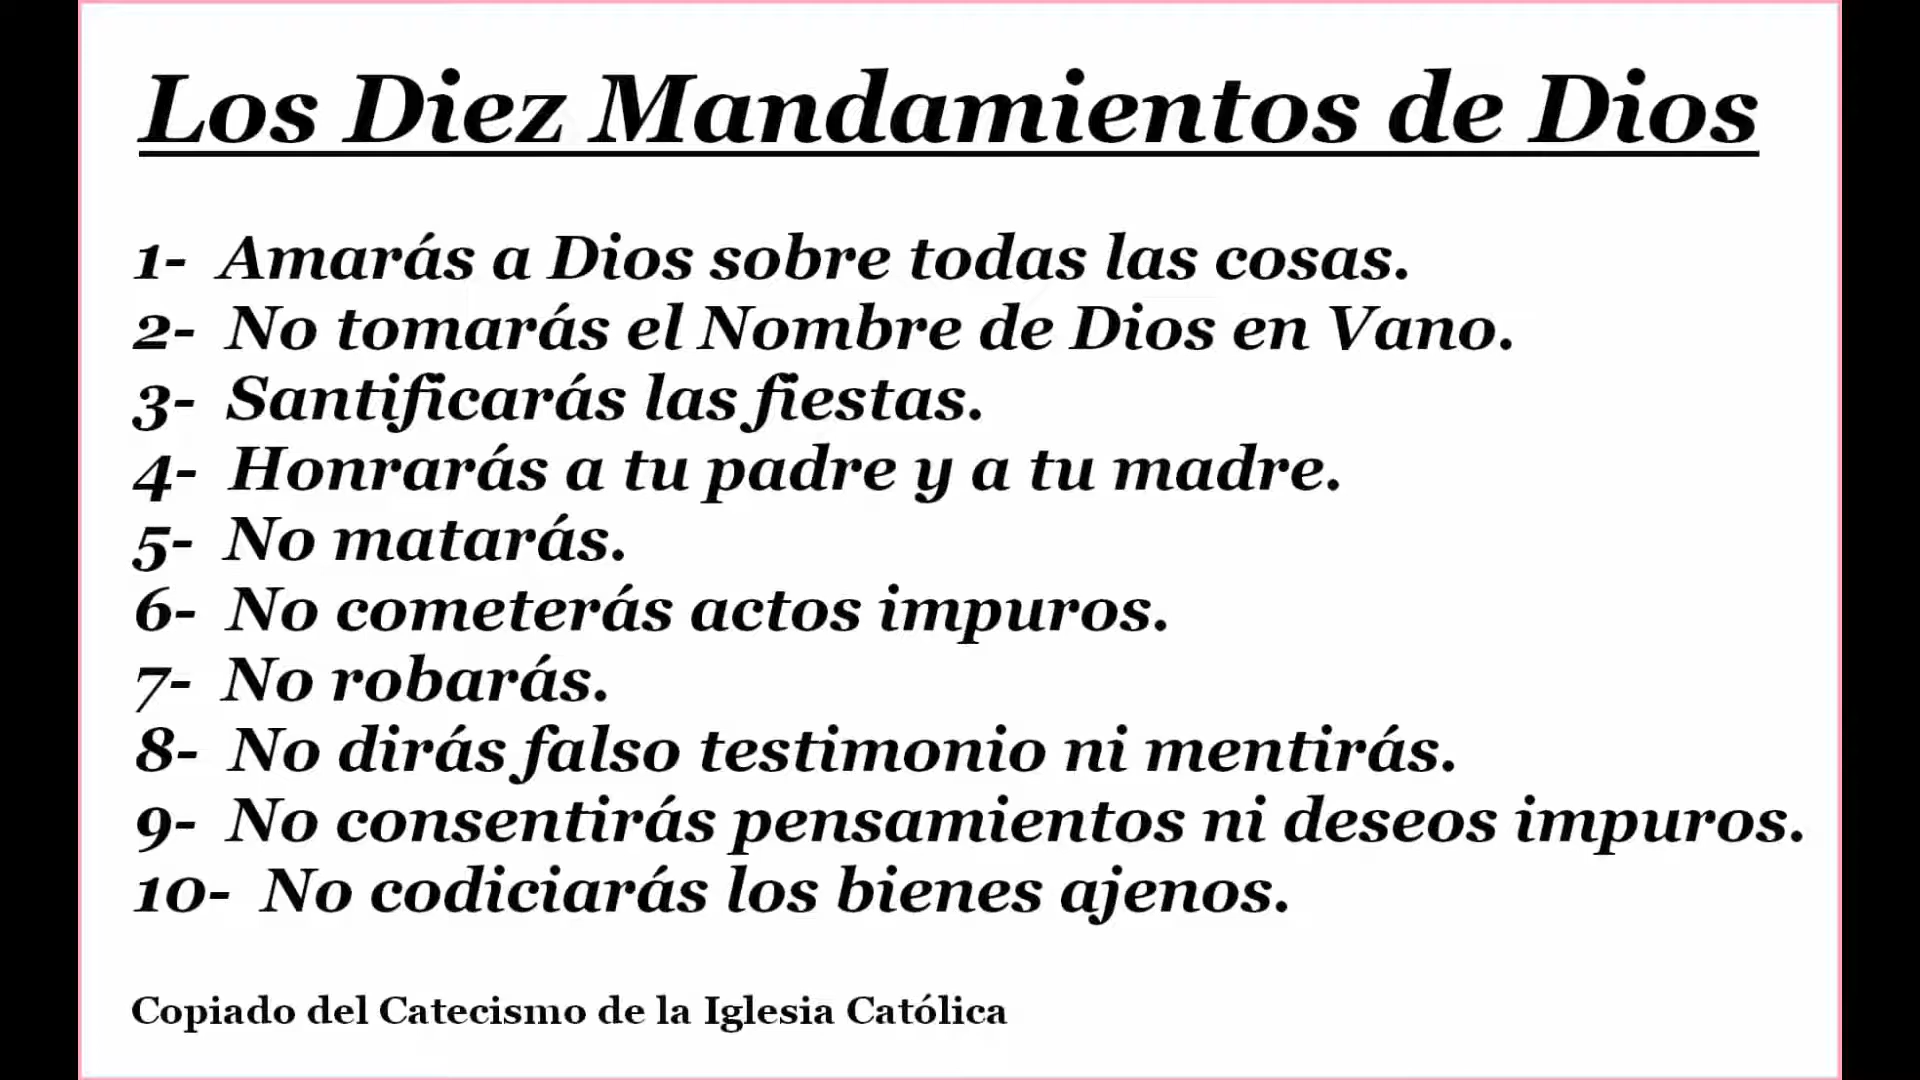 Los Diez Mandamientos de Dios
1- Amarás a Dios sobre todas las cosas.
2- No tomarás el Nombre de Dios en Vano.
3- Santificarás las fiestas.
4- Honrarás a tu padre y a tu madre.
5- No matarás.
6- No cometerás actos impuros.
7- No robarás.
8- No dirás falso testimonio ni mentirás.
9- No consentirás pensamientos ni deseos impuros.
10- No codiciarás los bienes ajenos.
Copiado del Catecismo de la Iglesia Católica